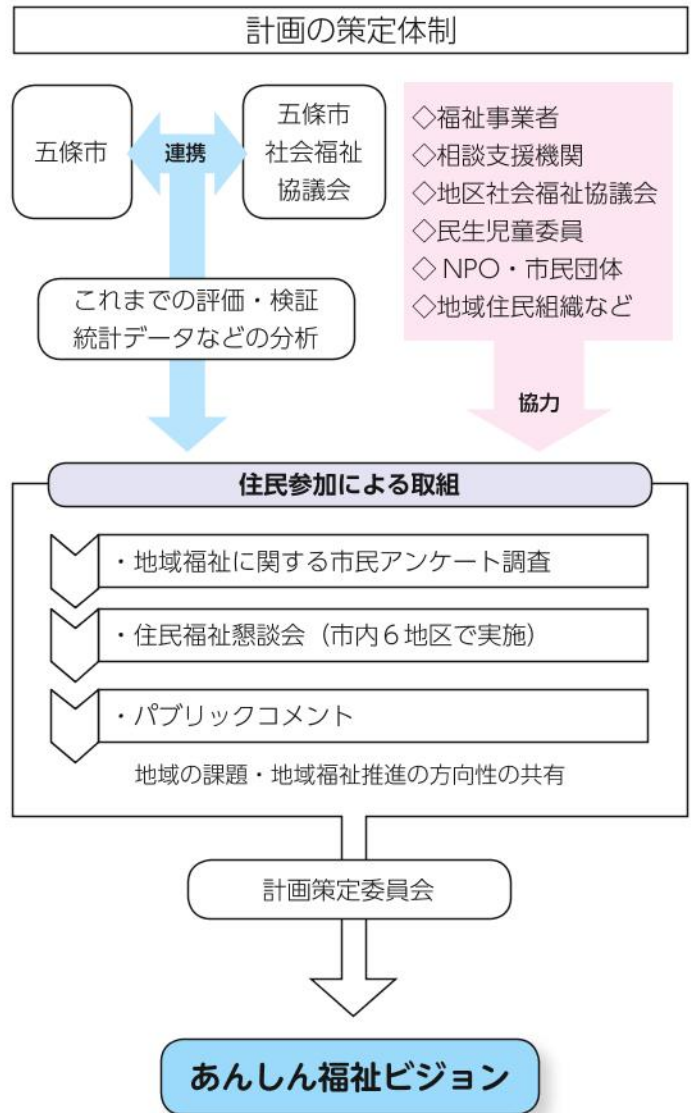 計画の策定体制
五條市
連携
五條市
社会福祉
協議会
これまでの評価・検証
統計データなどの分析
◇福祉事業者
◇相談支援機関
◇地区社会福祉協議会
◇民生児童委員
◇ NPO・市民団体
◇地域住民組織など
協力
住民参加による取組
・地域福祉に関する市民アンケート調査
・住民福祉懇談会（市内６地区で実施）
・パブリックコメント
地域の課題・地域福祉推進の方向性の共有
計画策定委員会
あんしん福祉ビジョン